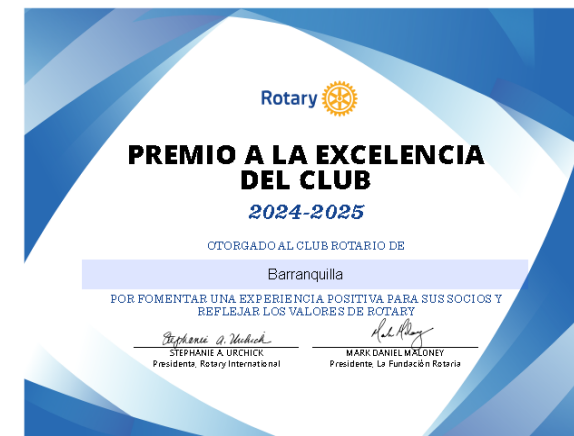 Rotary
PREMIO A LA EXCELENCIA
DEL CLUB
2024-2025
OTORGADO AL CLUB ROTARIO DE
Barranquilla
POR FOMENTAR UNA EXPERIENCIA POSITIVA PARA SUS SOCIOS Y
REFLEJAR LOS VALORES DE ROTARY
Stephanie A. Urchick
STEPHANIE A. URCHICK
Presidenta, Rotary International
MARK DANIEL MALONEY
Presidente, La Fundación Rotaria